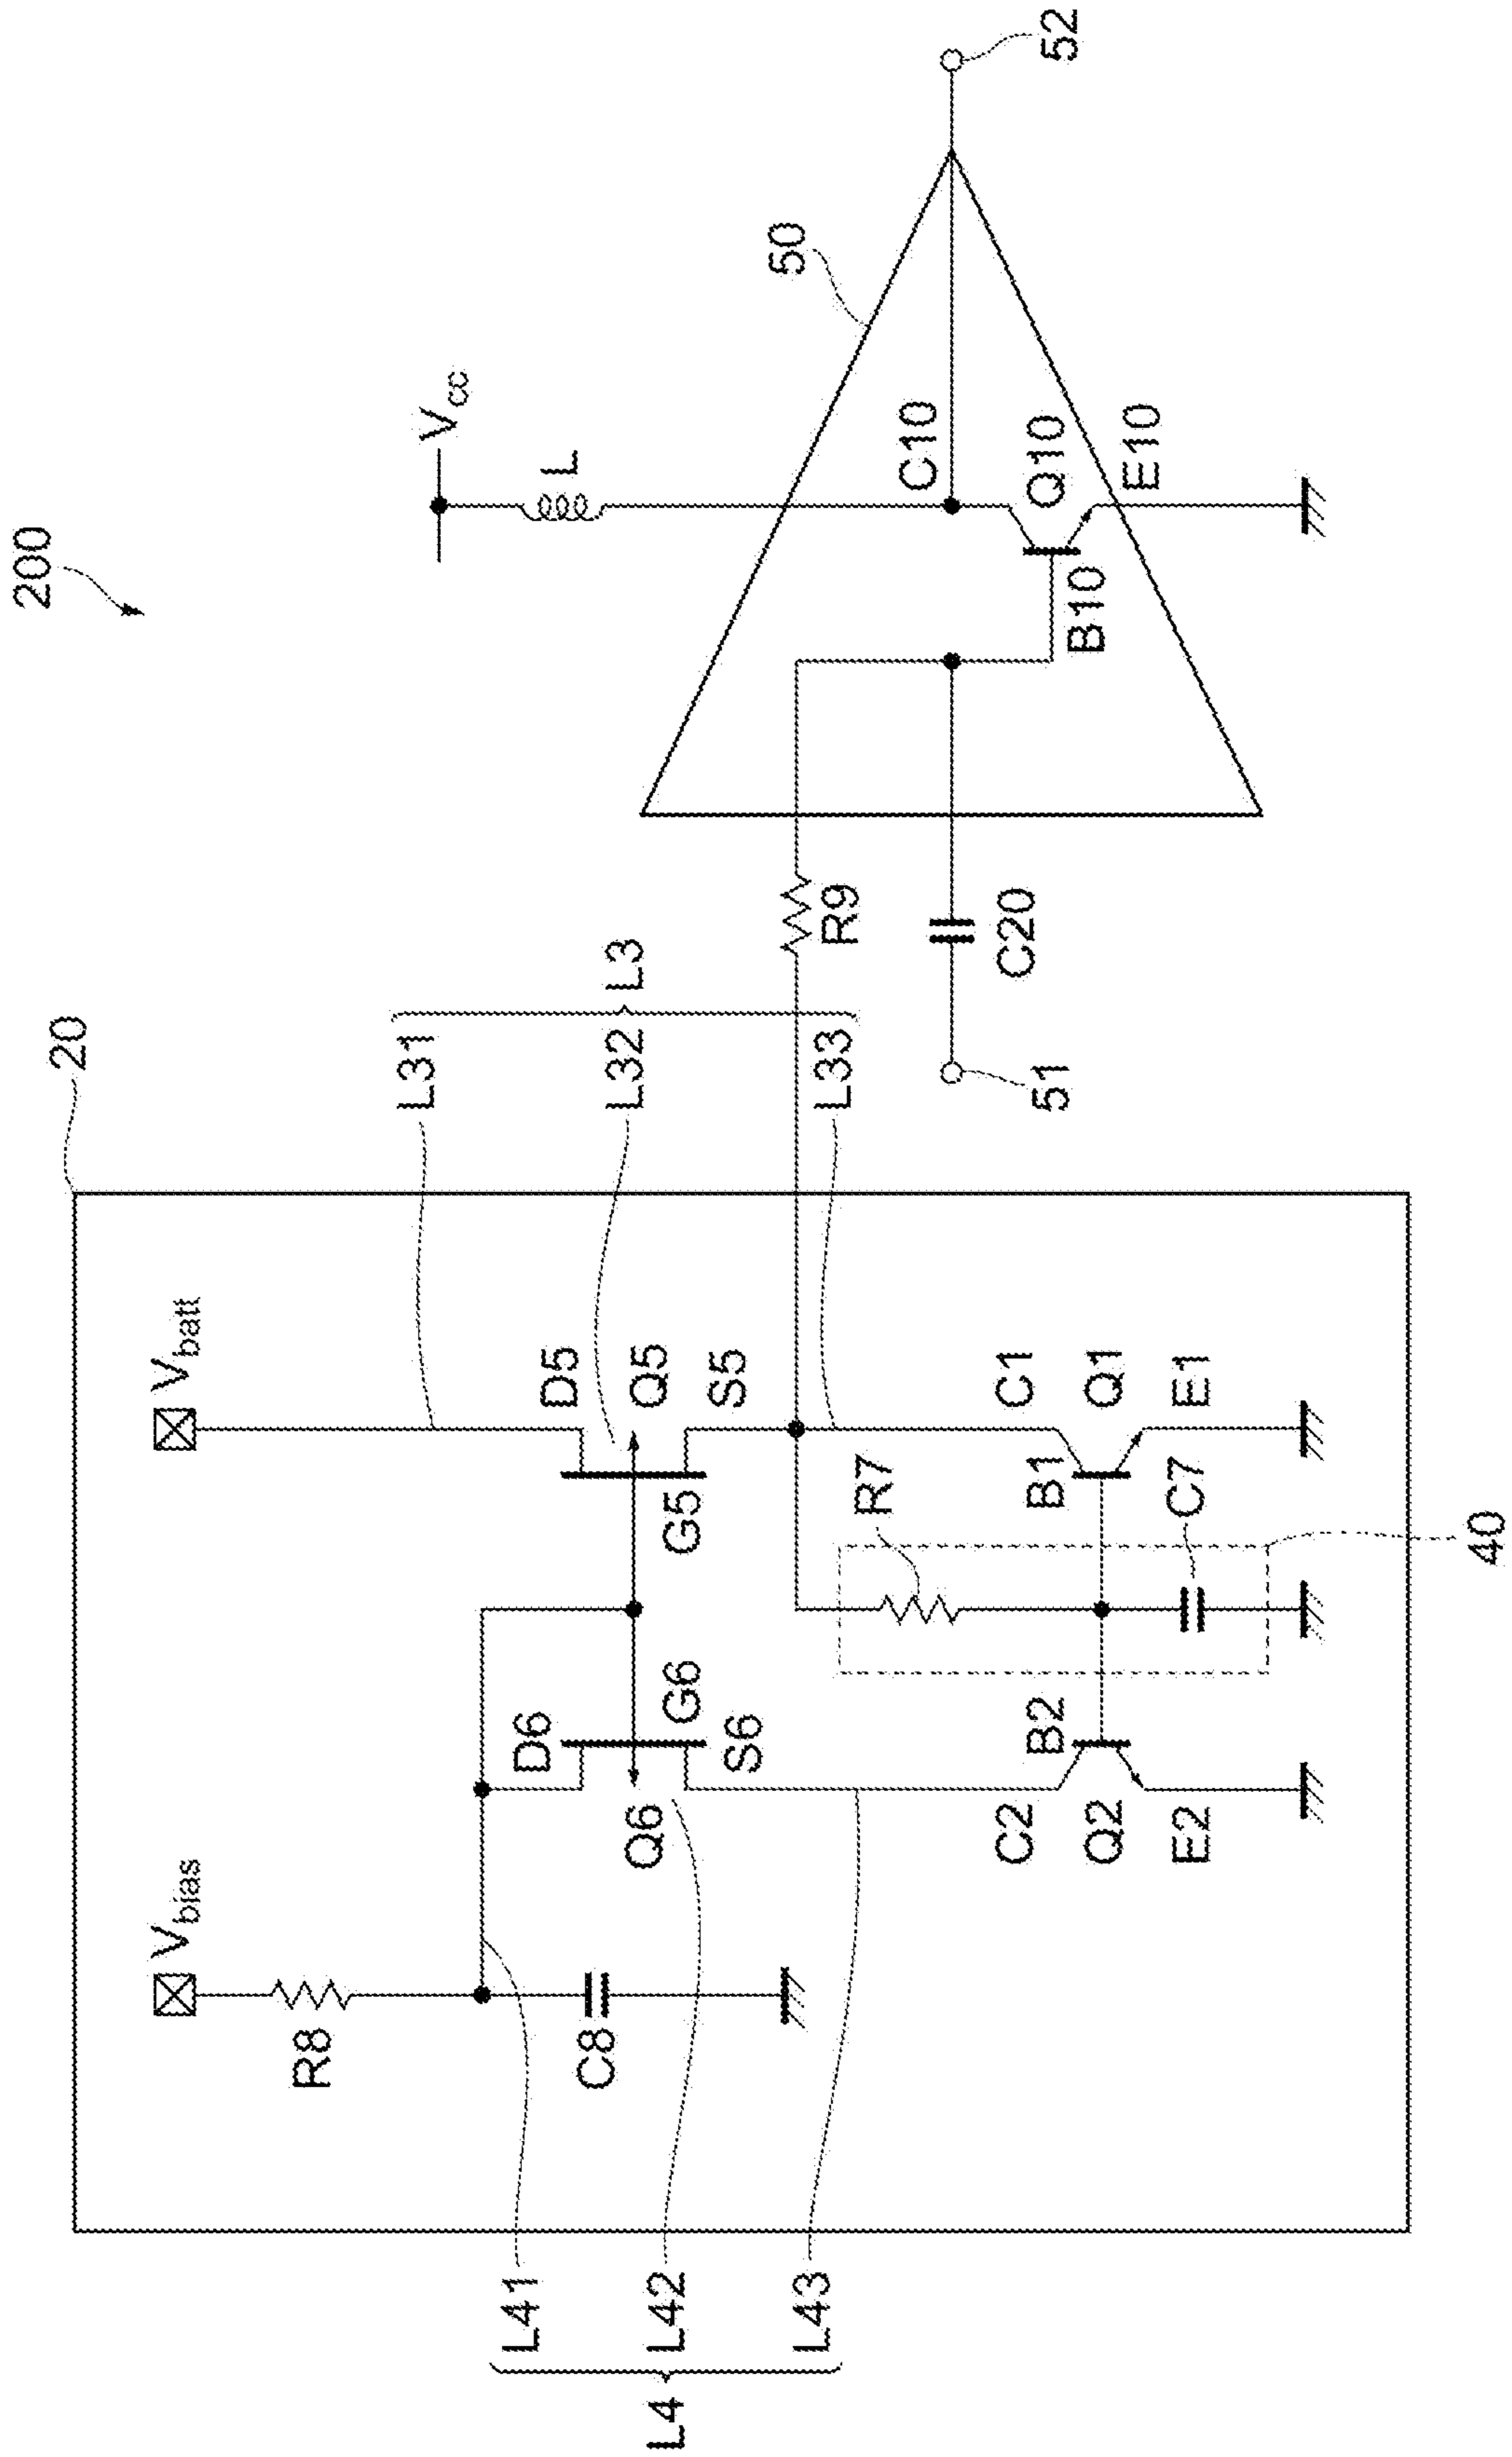 200
20
50
52
Vbias
Vbatt
Vcc
R8
L
L31
L32
L33
L3
D6
D5
Q6
Q5
G6
G5
S6
S5
C8
R9
C10
Q10
B10
E10
L41
L42
L43
L4
R7
C20
51
C2
B2
Q2
E2
C1
B1
Q1
E1
C7
40